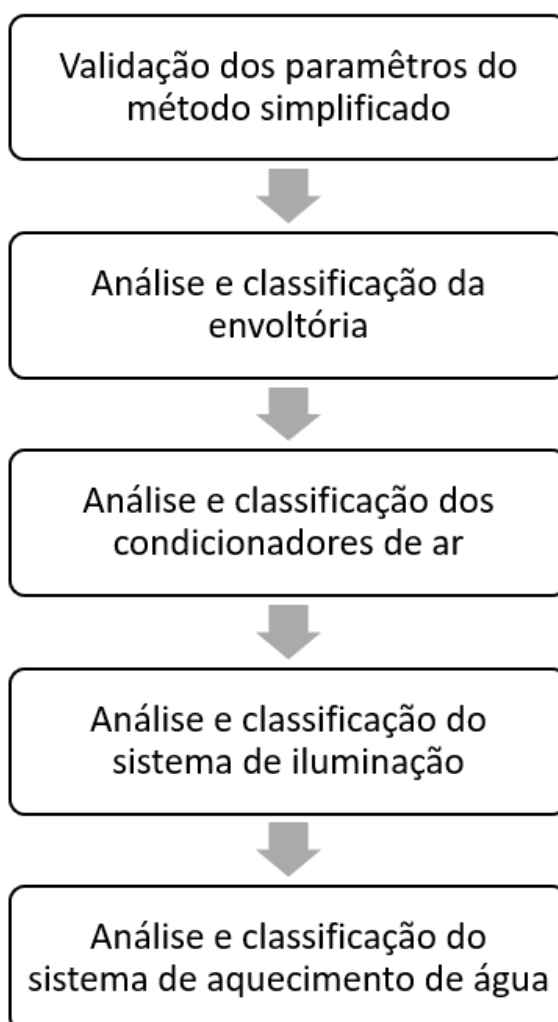 Validação dos paramêtros do
método simplificado
Análise e classificação da
envoltória
Análise e classificação dos
condicionadores de ar
Análise e classificação do
sistema de iluminação
Análise e classificação do
sistema de aquecimento de água